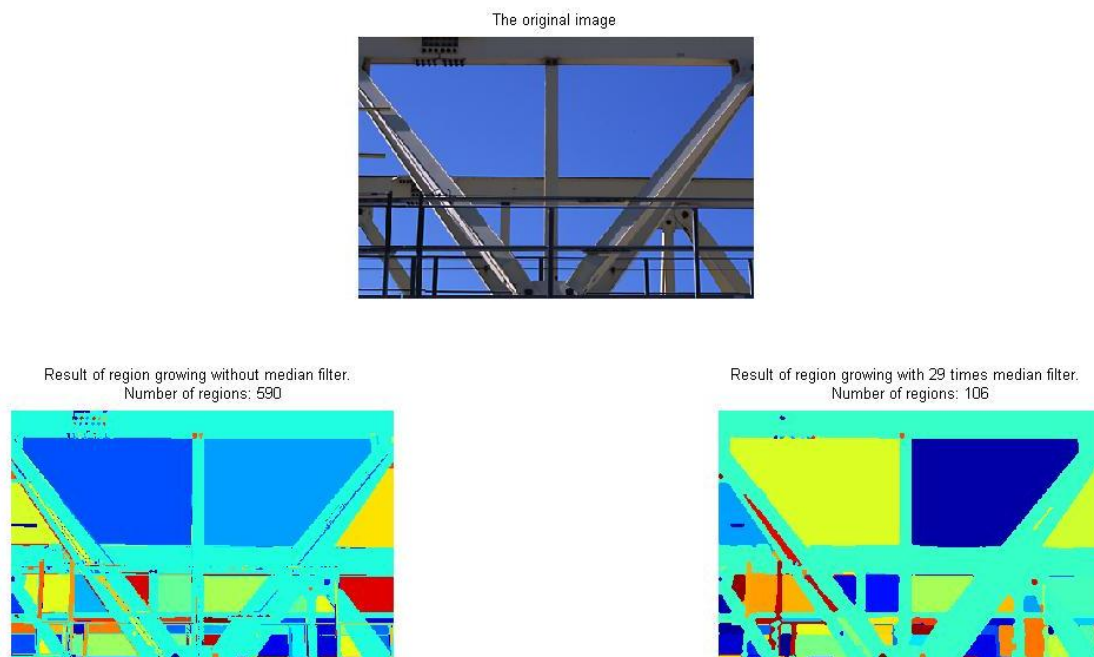 The original image
Result of region growing without median filter.
Number of regions: 590
Result of region growing with 29 times median filter.
Number of regions: 106